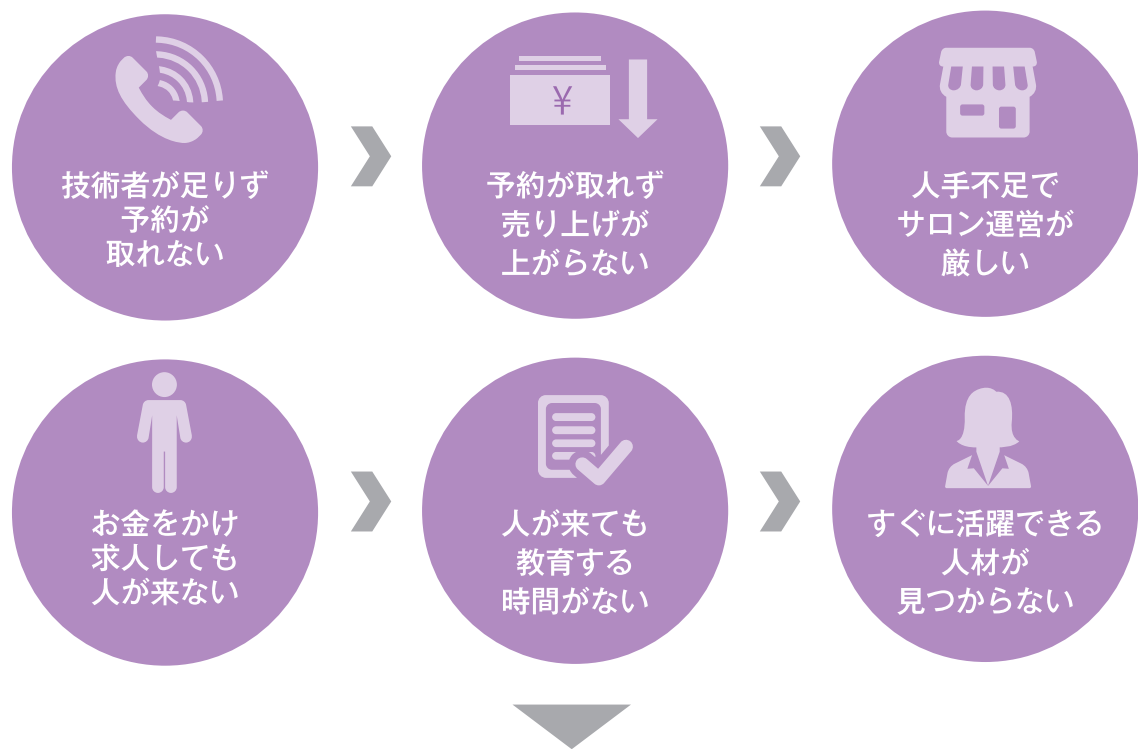 技術者が足りず
予約が
取れない
¥
予約が取れず
売り上げが
上がらない
人手不足で
サロン運営が
厳しい
お金をかけ
求人しても
人が来ない
人が来ても
教育する
時間がない
すぐに活躍できる
人材が
見つからない